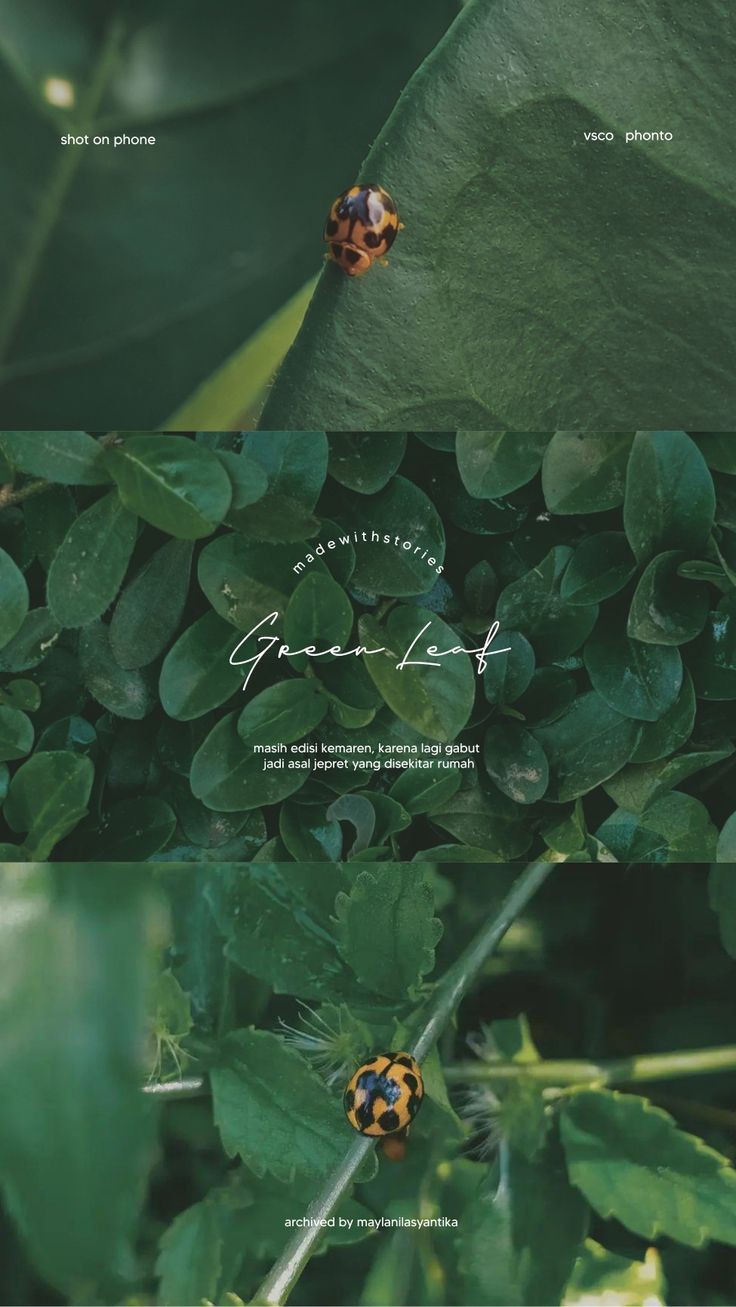 shot on phone
vsco phonto
madewithstories
Green Leaf
masih edisi kemaren, karena lagi gabut
jadi asal jepret yang disekitar rumah
archived by maylanilasyantika